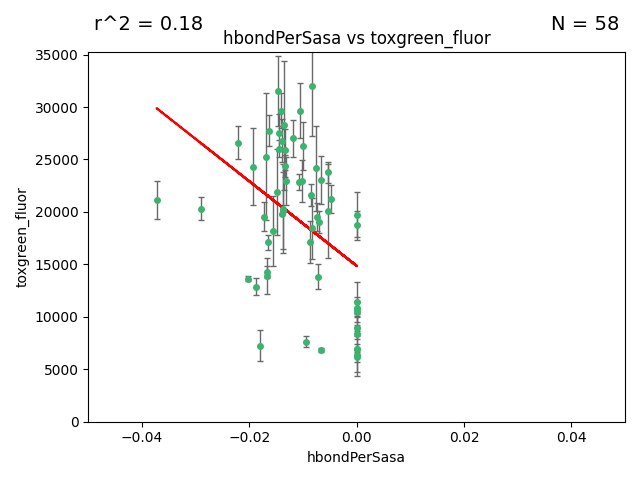 r^2 = 0.18
N = 58
hbondPerSasa vs toxgreen_fluor
35000
30000
25000
20000
15000
10000
5000
0
toxgreen_fluor
−0.04
−0.02
0.00
0.02
0.04
hbondPerSasa